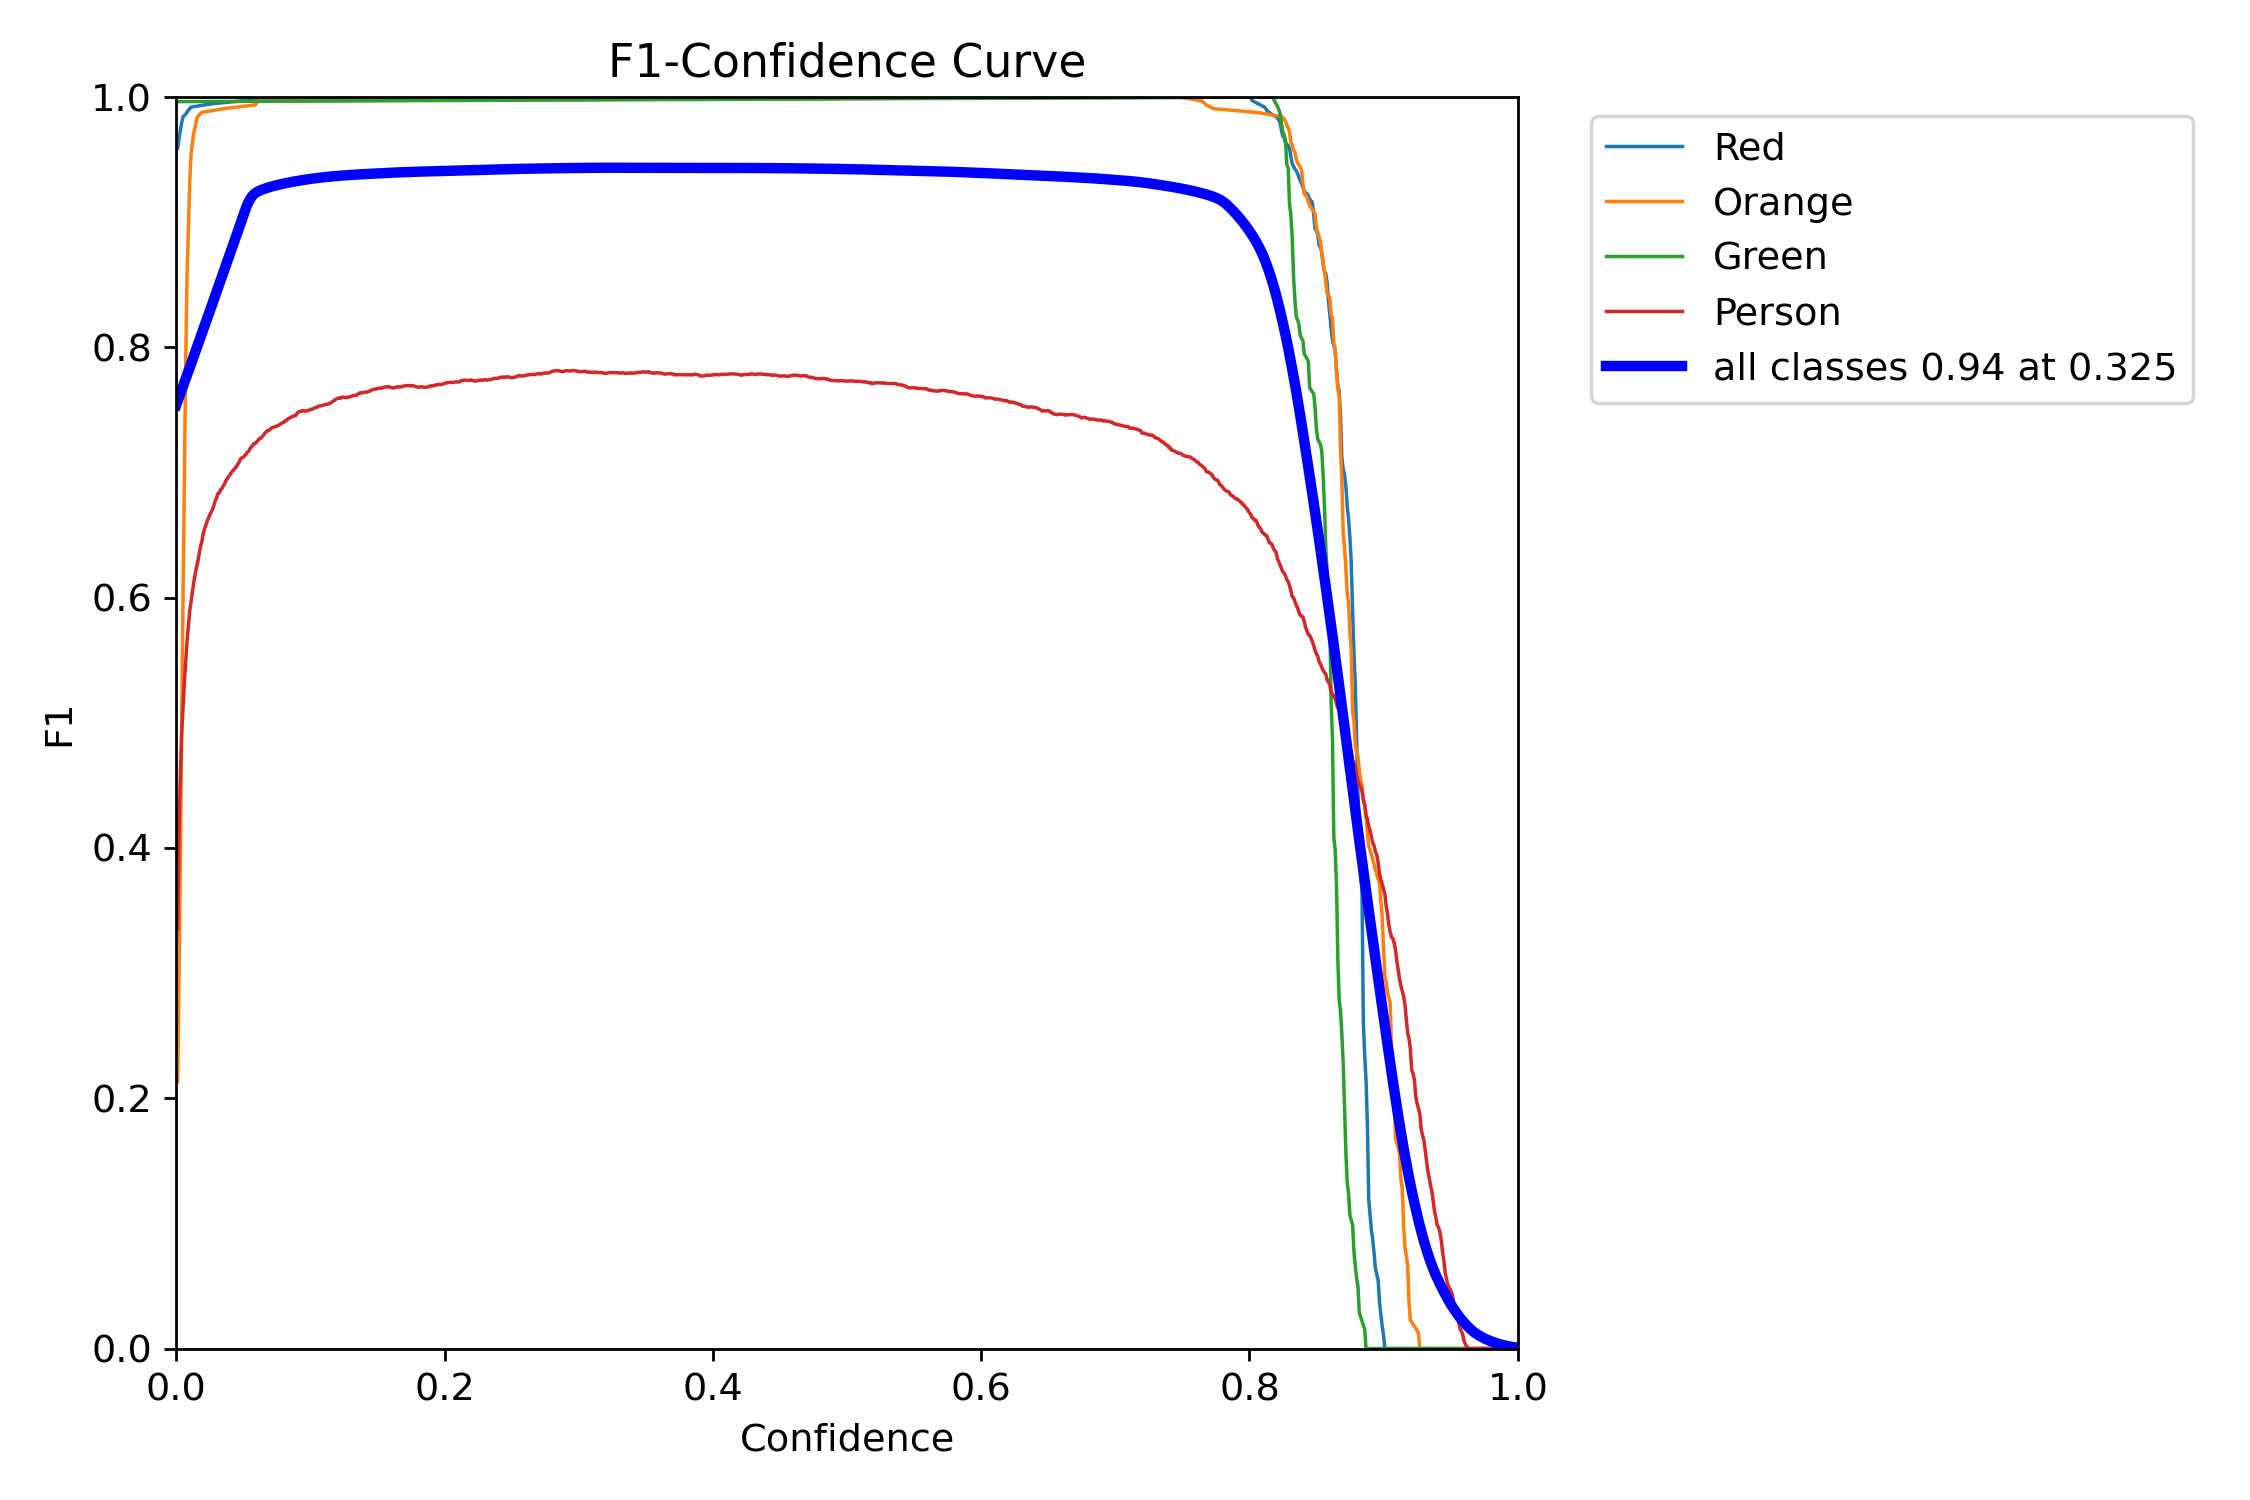 F1-Confidence Curve
1.0
0.8
0.6
0.4
0.2
0.0
F1
0.0 0.2 0.4 0.6 0.8 1.0
Confidence
Red
Orange
Green
Person
all classes 0.94 at 0.325